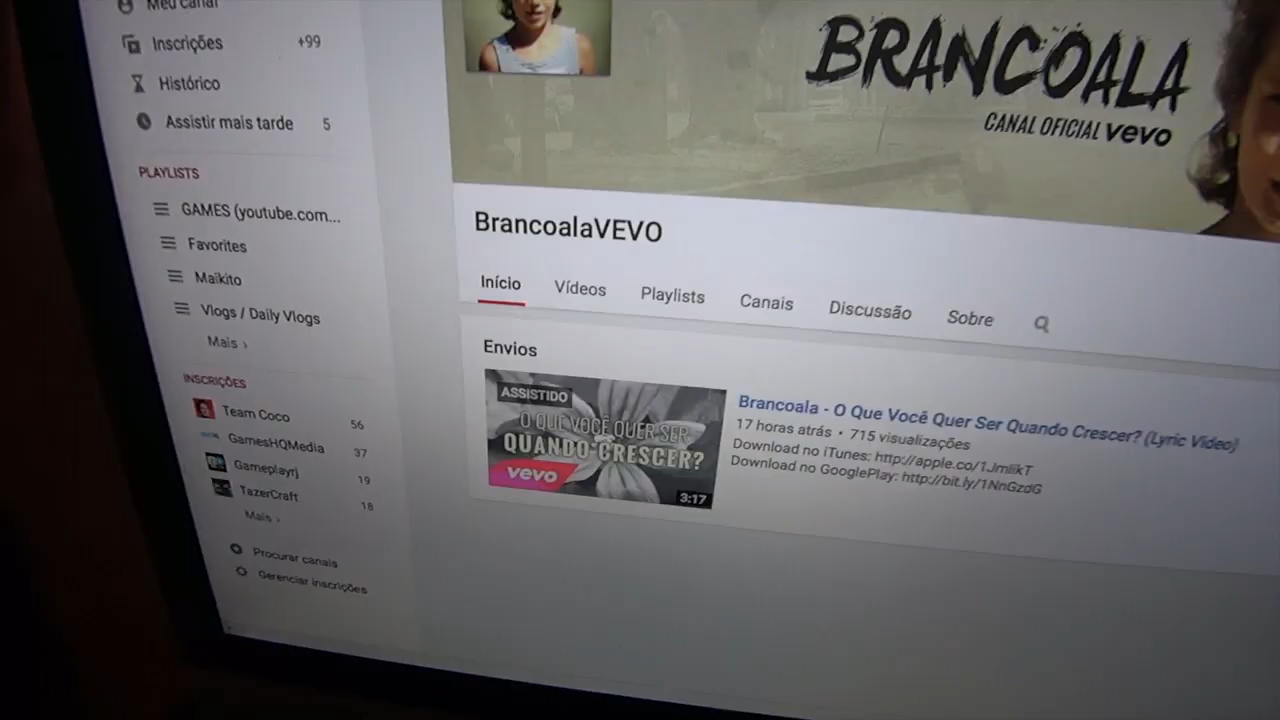 Meu canal
Inscrições +99
Histórico
Assistir mais tarde 5
PLAYLISTS
GAMES (youtube.com...
Favorites
Maikito
Vlogs / Daily Vlogs
Mais ›
INSCRIÇÕES
Team Coco 56
GamesHQMedia 37
Gameplayrj 19
TazerCraft 18
Mais ›
Procurar canais
Gerenciar inscrições
BRANCOALA
CANAL OFICIAL vevo
BrancoalaVEVO
Início Vídeos Playlists Canais Discussão Sobre
Envios
ASSISTIDO
O QUE VOCÊ QUER SER
QUANDO CRESCER?
vevo
3:17
Brancoala - O Que Você Quer Ser Quando Crescer? (Lyric Video)
17 horas atrás • 715 visualizações
Download no iTunes: http://apple.co/1JmlikT
Download no GooglePlay: http://bit.ly/1NnGzdG